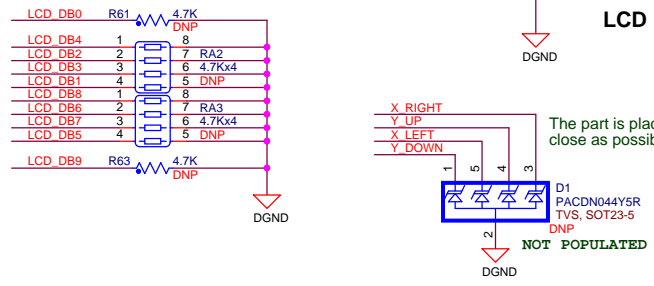 LCD_DB0 R61 4.7K
DNP
LCD_DB4 1 8
LCD_DB2 2 7 RA2
LCD_DB3 3 6 4.7Kx4
LCD_DB1 4 5 DNP
LCD_DB8 1 8
LCD_DB6 2 7 RA3
LCD_DB7 3 6 4.7Kx4
LCD_DB5 4 5 DNP
LCD_DB9 R63 4.7K
DNP
DGND
LCD
DGND
X_RIGHT
Y_UP
X_LEFT
Y_DOWN
The part is plac
close as possib
1 5 4 3
D1
PACDN044Y5R
TVS, SOT23-5
DNP
2
NOT POPULATED
DGND